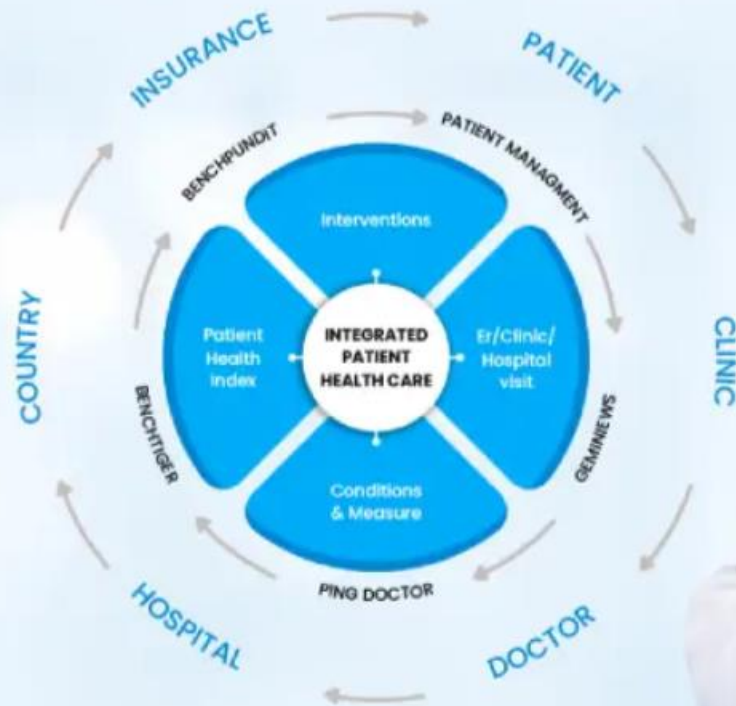 INSURANCE
PATIENT
CLINIC
DOCTOR
HOSPITAL
COUNTRY
BENCHPUNDIT
PATIENT MANAGMENT
GEMINIEWS
PING DOCTOR
BENCHTIGER
Interventions
Er/Clinic/
Hospital
visit
Conditions
& Measure
Patient
Health
index
INTEGRATED
PATIENT
HEALTH CARE